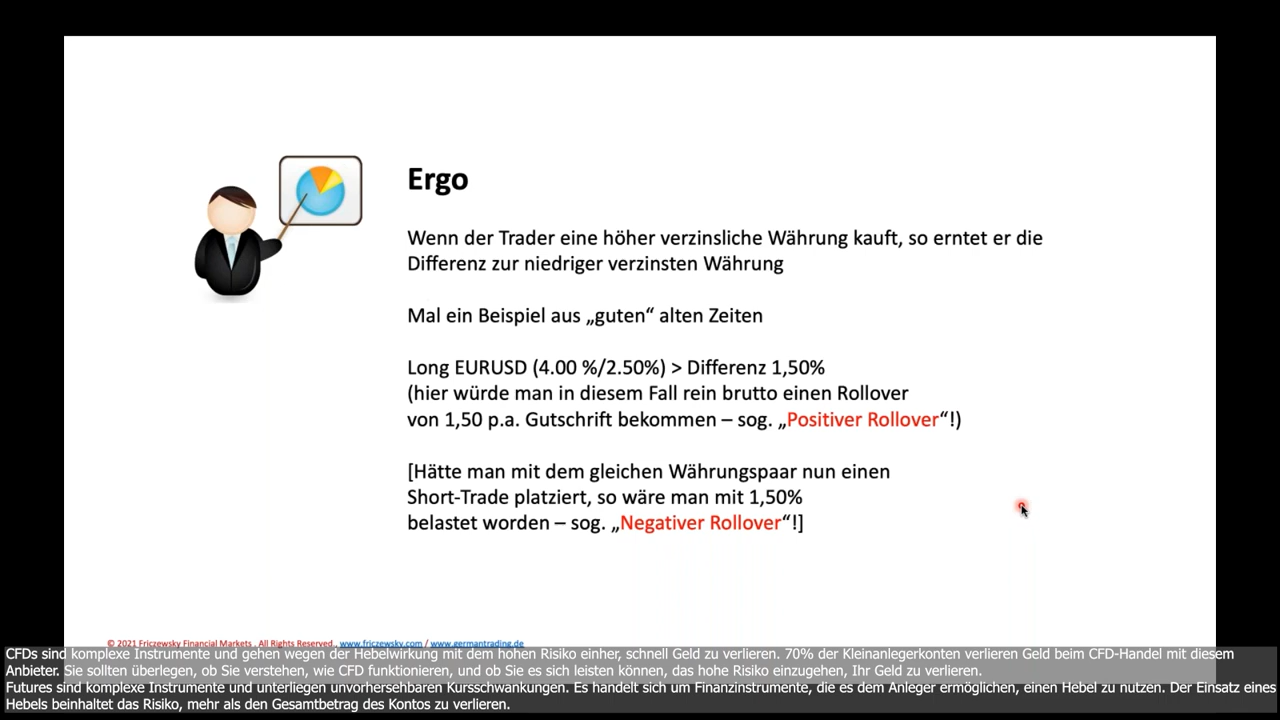 Ergo
Wenn der Trader eine höher verzinsliche Währung kauft, so erntet er die
Differenz zur niedriger verzinsten Währung
Mal ein Beispiel aus „guten“ alten Zeiten
Long EURUSD (4.00 %/2.50%) > Differenz 1,50%
(hier würde man in diesem Fall rein brutto einen Rollover
von 1,50 p.a. Gutschrift bekommen – sog. „Positiver Rollover“!)
[Hätte man mit dem gleichen Währungspaar nun einen
Short-Trade platziert, so wäre man mit 1,50%
belastet worden – sog. „Negativer Rollover“!]
© 2021 Friczewsky Financial Markets . All Rights Reserved . www.friczewsky.com / www.germantrading.de
CFDs sind komplexe Instrumente und gehen wegen der Hebelwirkung mit dem hohen Risiko einher, schnell Geld zu verlieren. 70% der Kleinanlegerkonten verlieren Geld beim CFD-Handel mit diesem
Anbieter. Sie sollten überlegen, ob Sie verstehen, wie CFD funktionieren, und ob Sie es sich leisten können, das hohe Risiko einzugehen, Ihr Geld zu verlieren.
Futures sind komplexe Instrumente und unterliegen unvorhersehbaren Kursschwankungen. Es handelt sich um Finanzinstrumente, die es dem Anleger ermöglichen, einen Hebel zu nutzen. Der Einsatz eines
Hebels beinhaltet das Risiko, mehr als den Gesamtbetrag des Kontos zu verlieren.